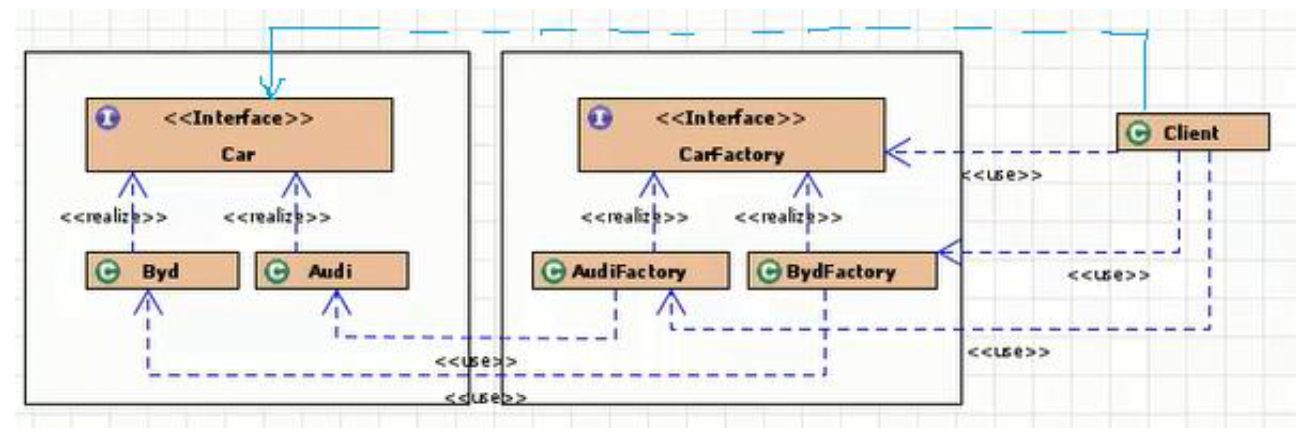 I <<Interface>>
Car
I <<Interface>>
CarFactory
C Client
<<use>>
<<realize>>
<<realize>>
<<realize>>
<<realize>>
C Byd
C Audi
C AudiFactory
C BydFactory
<<use>>
<<use>>
<<use>>
<<use>>